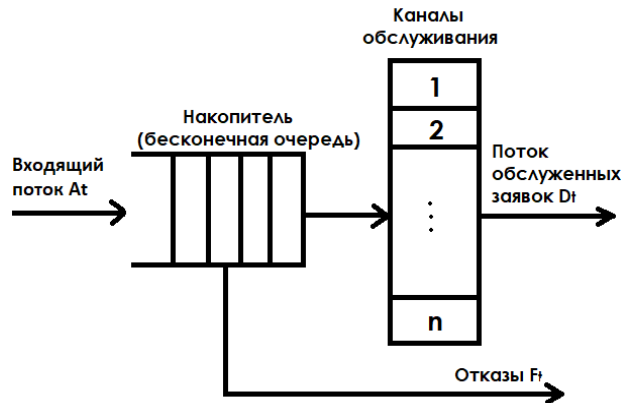 Каналы
обслуживания
1
2
n
Накопитель
(бесконечная очередь)
Входящий
поток At
Поток
обслуженных
заявок Dt
Отказы Ft